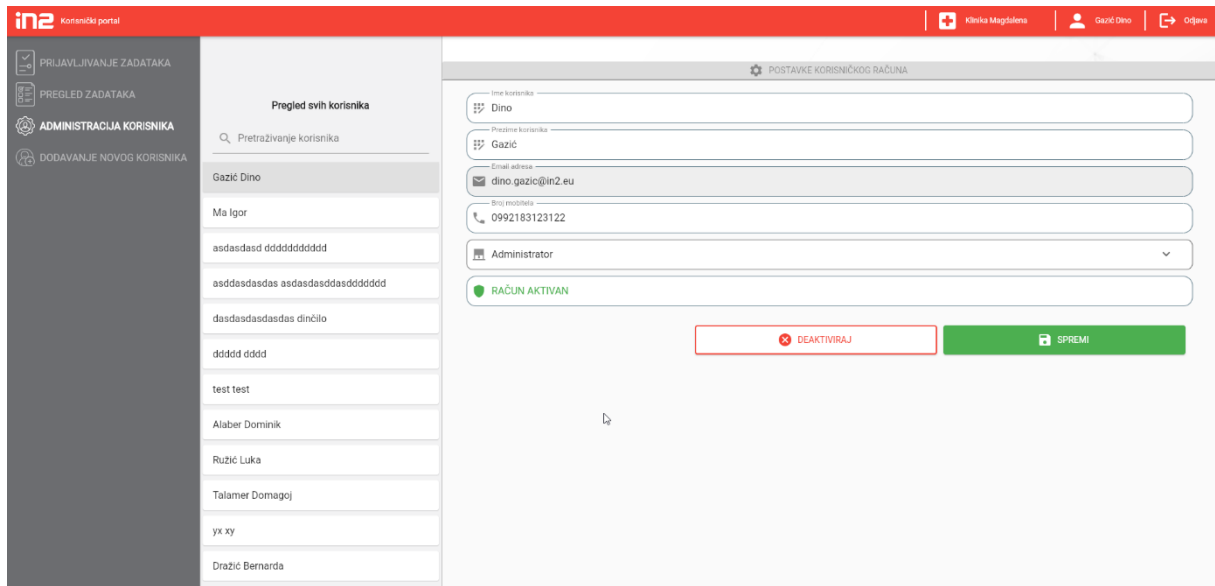 in2 Korisnički portal
Klinika Magdalena
Gazić Dino
Odjava
PRIJAVLJIVANJE ZADATAKA
PREGLED ZADATAKA
ADMINISTRACIJA KORISNIKA
DODAVANJE NOVOG KORISNIKA
Pregled svih korisnika
Pretraživanje korisnika
Gazić Dino
Ma Igor
asdasdasd ddddddddddd
asddasdasdas asdasdasddasddddddd
dasdasdasdasdas dinčilo
ddddd dddd
test test
Alaber Dominik
Ružić Luka
Talamer Domagoj
yx xy
Dražić Bernarda
POSTAVKE KORISNIČKOG RAČUNA
Ime korisnika
Dino
Prezime korisnika
Gazić
Email adresa
dino.gazic@in2.eu
Broj mobitela
0992183123122
Administrator
RAČUN AKTIVAN
DEAKTIVIRAJ
SPREMI